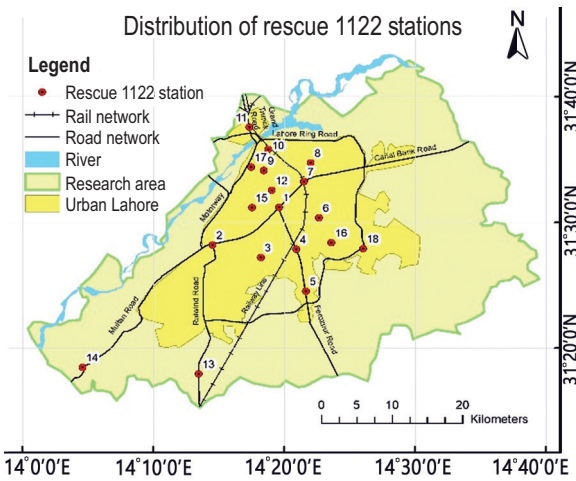 Distribution of rescue 1122 stations
N
Legend
Rescue 1122 station
Rail network
Road network
River
Research area
Urban Lahore
11
Grand
Trunk
Road
Lahore Ring Road
10
17
9
8
7
Canal Bank Road
12
15
1
6
Motorway
2
3
4
16
18
5
Multan Road
Raiwind Road
Railway Line
Ferozpur Road
14
13
31°40'0"N
31°30'0"N
31°20'0"N
0 5 10 20
Kilometers
14°0'0"E 14°10'0"E 14°20'0"E 14°30'0"E 14°40'0"E